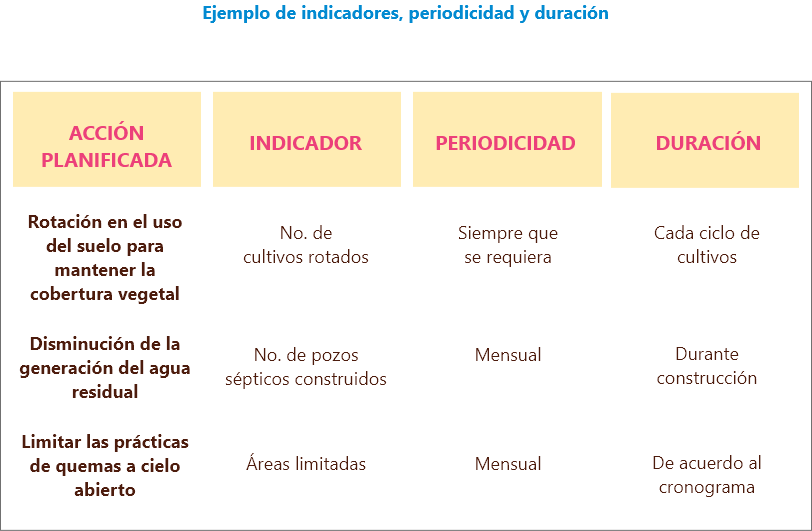 Ejemplo de indicadores, periodicidad y duración
ACCIÓN
PLANIFICADA
INDICADOR
PERIODICIDAD
DURACIÓN
Rotación en el uso
del suelo para
mantener la
cobertura vegetal
No. de
cultivos rotados
Siempre que
se requiera
Cada ciclo de
cultivos
Disminución de la
generación del agua
residual
No. de pozos
sépticos construidos
Mensual
Durante
construcción
Limitar las prácticas
de quemas a cielo
abierto
Áreas limitadas
Mensual
De acuerdo al
cronograma